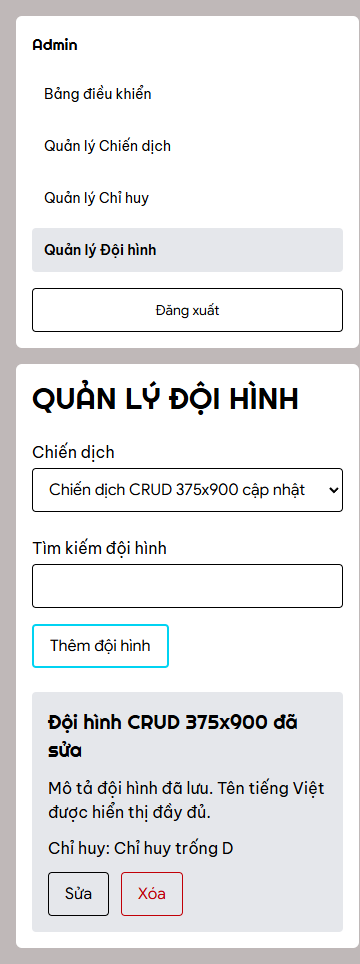 Admin
Bảng điều khiển
Quản lý Chiến dịch
Quản lý Chỉ huy
Quản lý Đội hình
Đăng xuất
QUẢN LÝ ĐỘI HÌNH
Chiến dịch
Chiến dịch CRUD 375x900 cập nhật
Tìm kiếm đội hình
Thêm đội hình
Đội hình CRUD 375x900 đã
sửa
Mô tả đội hình đã lưu. Tên tiếng Việt
được hiển thị đầy đủ.
Chỉ huy: Chỉ huy trống D
Sửa
Xóa